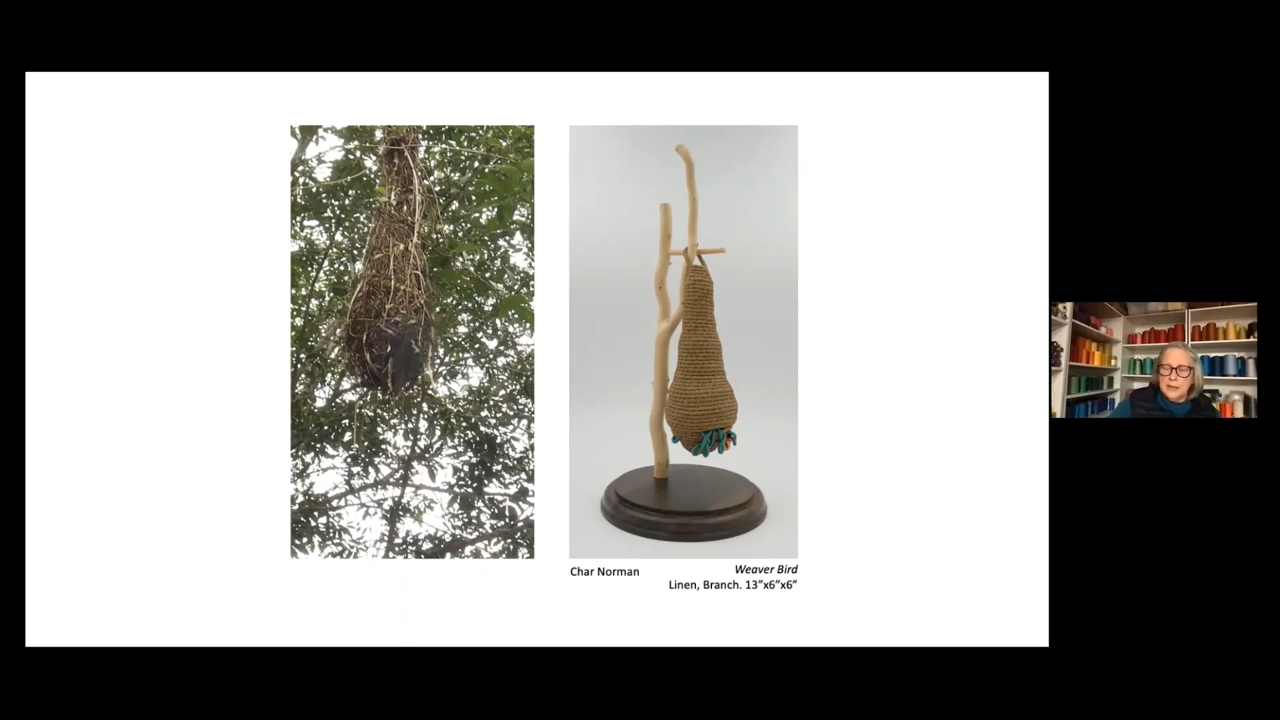 Char Norman
Weaver Bird
Linen, Branch. 13”x6”x6”